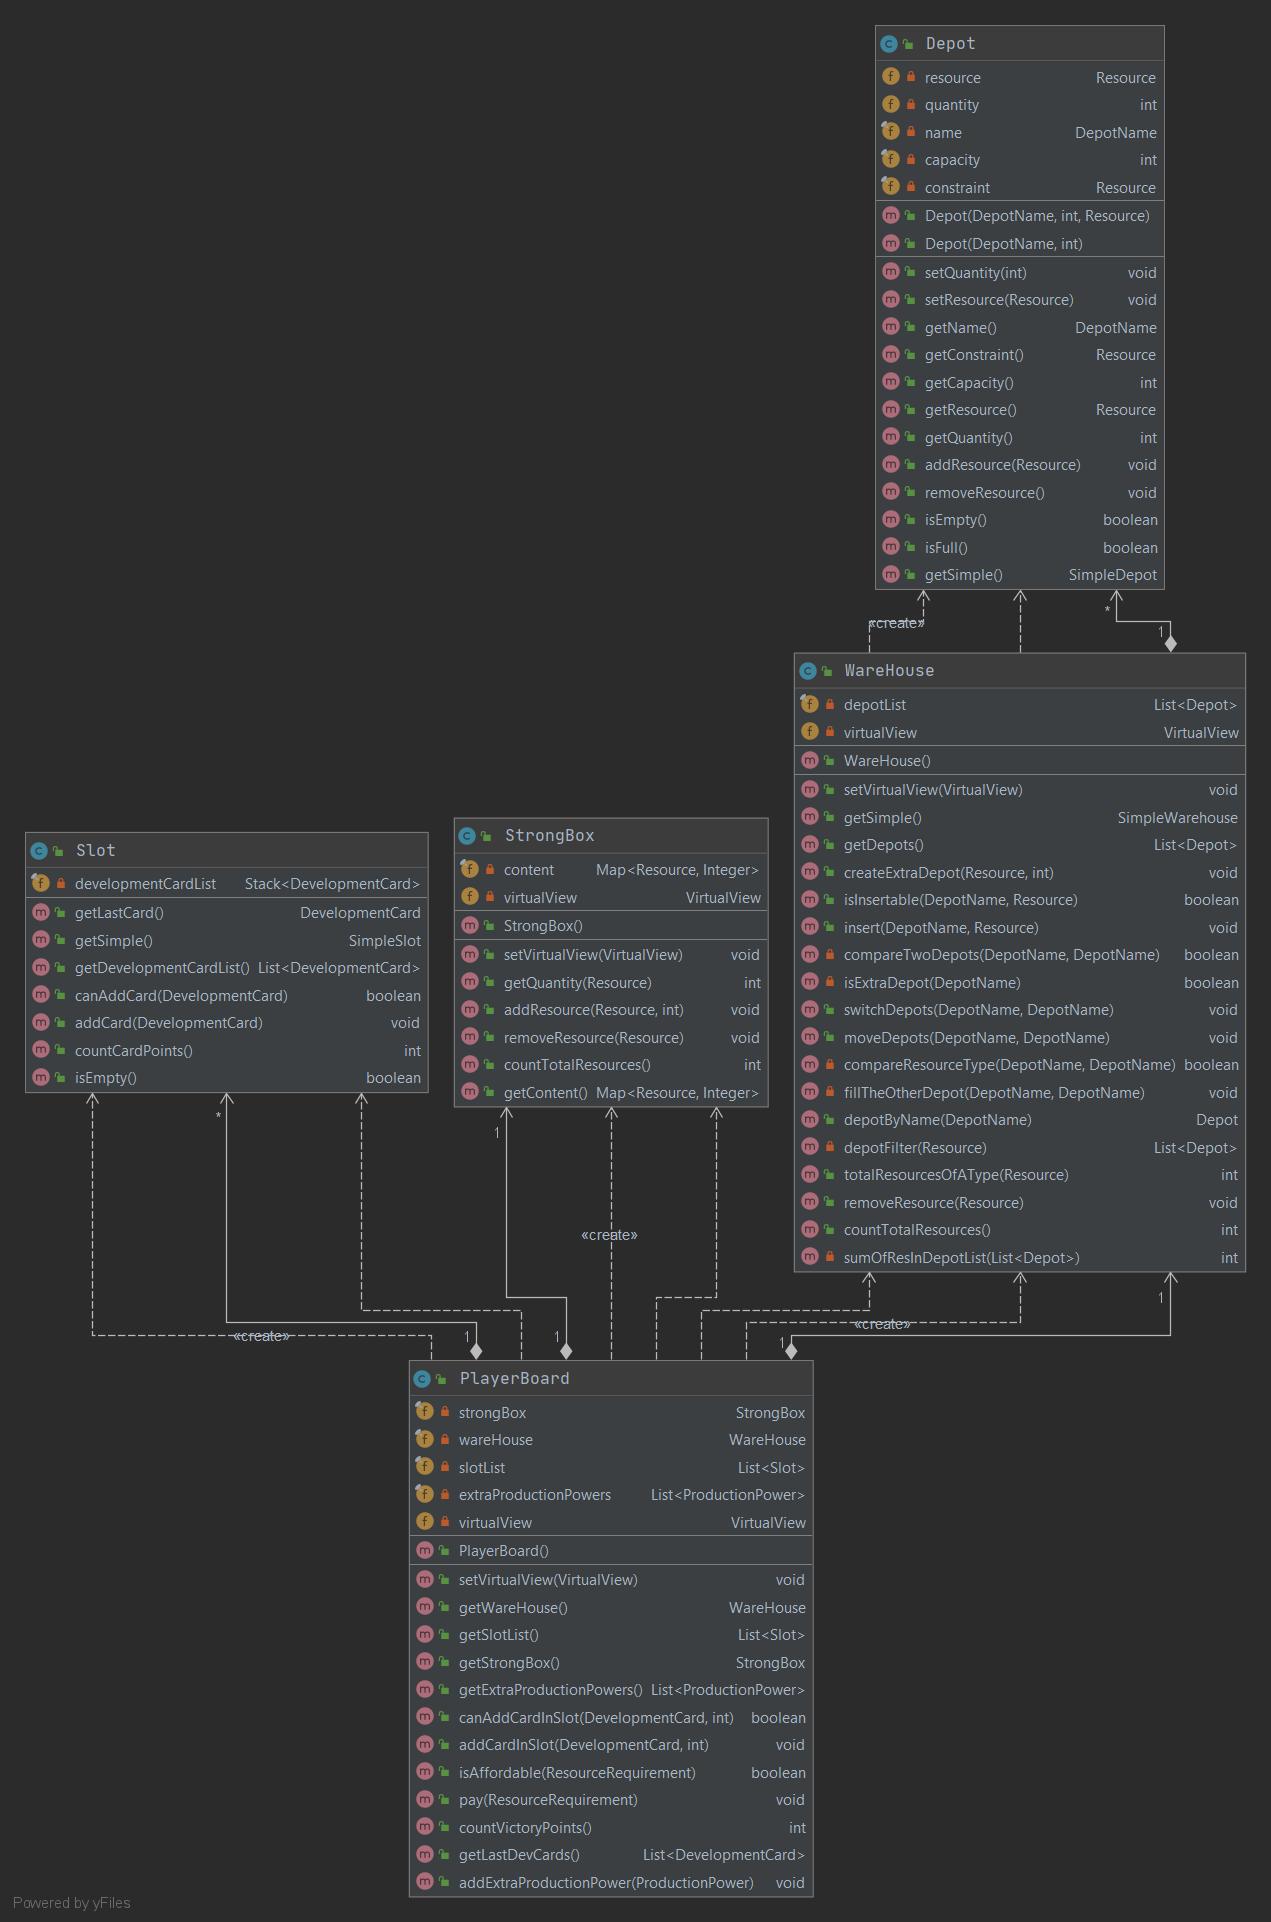 Depot
resource Resource
quantity int
name DepotName
capacity int
constraint Resource
Depot(DepotName, int, Resource)
Depot(DepotName, int)
setQuantity(int) void
setResource(Resource) void
getName() DepotName
getConstraint() Resource
getCapacity() int
getResource() Resource
getQuantity() int
addResource(Resource) void
removeResource() void
isEmpty() boolean
isFull() boolean
getSimple() SimpleDepot
«create»
*
1
WareHouse
depotList List<Depot>
virtualView VirtualView
WareHouse()
setVirtualView(VirtualView) void
getSimple() SimpleWarehouse
getDepots() List<Depot>
createExtraDepot(Resource, int) void
isInsertable(DepotName, Resource) boolean
insert(DepotName, Resource) void
compareTwoDepots(DepotName, DepotName) boolean
isExtraDepot(DepotName) boolean
switchDepots(DepotName, DepotName) void
moveDepots(DepotName, DepotName) void
compareResourceType(DepotName, DepotName) boolean
fillTheOtherDepot(DepotName, DepotName) void
depotByName(DepotName) Depot
depotFilter(Resource) List<Depot>
totalResourcesOfAType(Resource) int
removeResource(Resource) void
countTotalResources() int
sumOfResInDepotList(List<Depot>) int
StrongBox
content Map<Resource, Integer>
virtualView VirtualView
StrongBox()
setVirtualView(VirtualView) void
getQuantity(Resource) int
addResource(Resource, int) void
removeResource(Resource) void
countTotalResources() int
getContent() Map<Resource, Integer>
Slot
developmentCardList Stack<DevelopmentCard>
getLastCard() DevelopmentCard
getSimple() SimpleSlot
getDevelopmentCardList() List<DevelopmentCard>
canAddCard(DevelopmentCard) boolean
addCard(DevelopmentCard) void
countCardPoints() int
isEmpty() boolean
*
1
«create»
1
«create»
«create»
1
1
1
PlayerBoard
strongBox StrongBox
wareHouse WareHouse
slotList List<Slot>
extraProductionPowers List<ProductionPower>
virtualView VirtualView
PlayerBoard()
setVirtualView(VirtualView) void
getWareHouse() WareHouse
getSlotList() List<Slot>
getStrongBox() StrongBox
getExtraProductionPowers() List<ProductionPower>
canAddCardInSlot(DevelopmentCard, int) boolean
addCardInSlot(DevelopmentCard, int) void
isAffordable(ResourceRequirement) boolean
pay(ResourceRequirement) void
countVictoryPoints() int
getLastDevCards() List<DevelopmentCard>
addExtraProductionPower(ProductionPower) void
Powered by yFiles